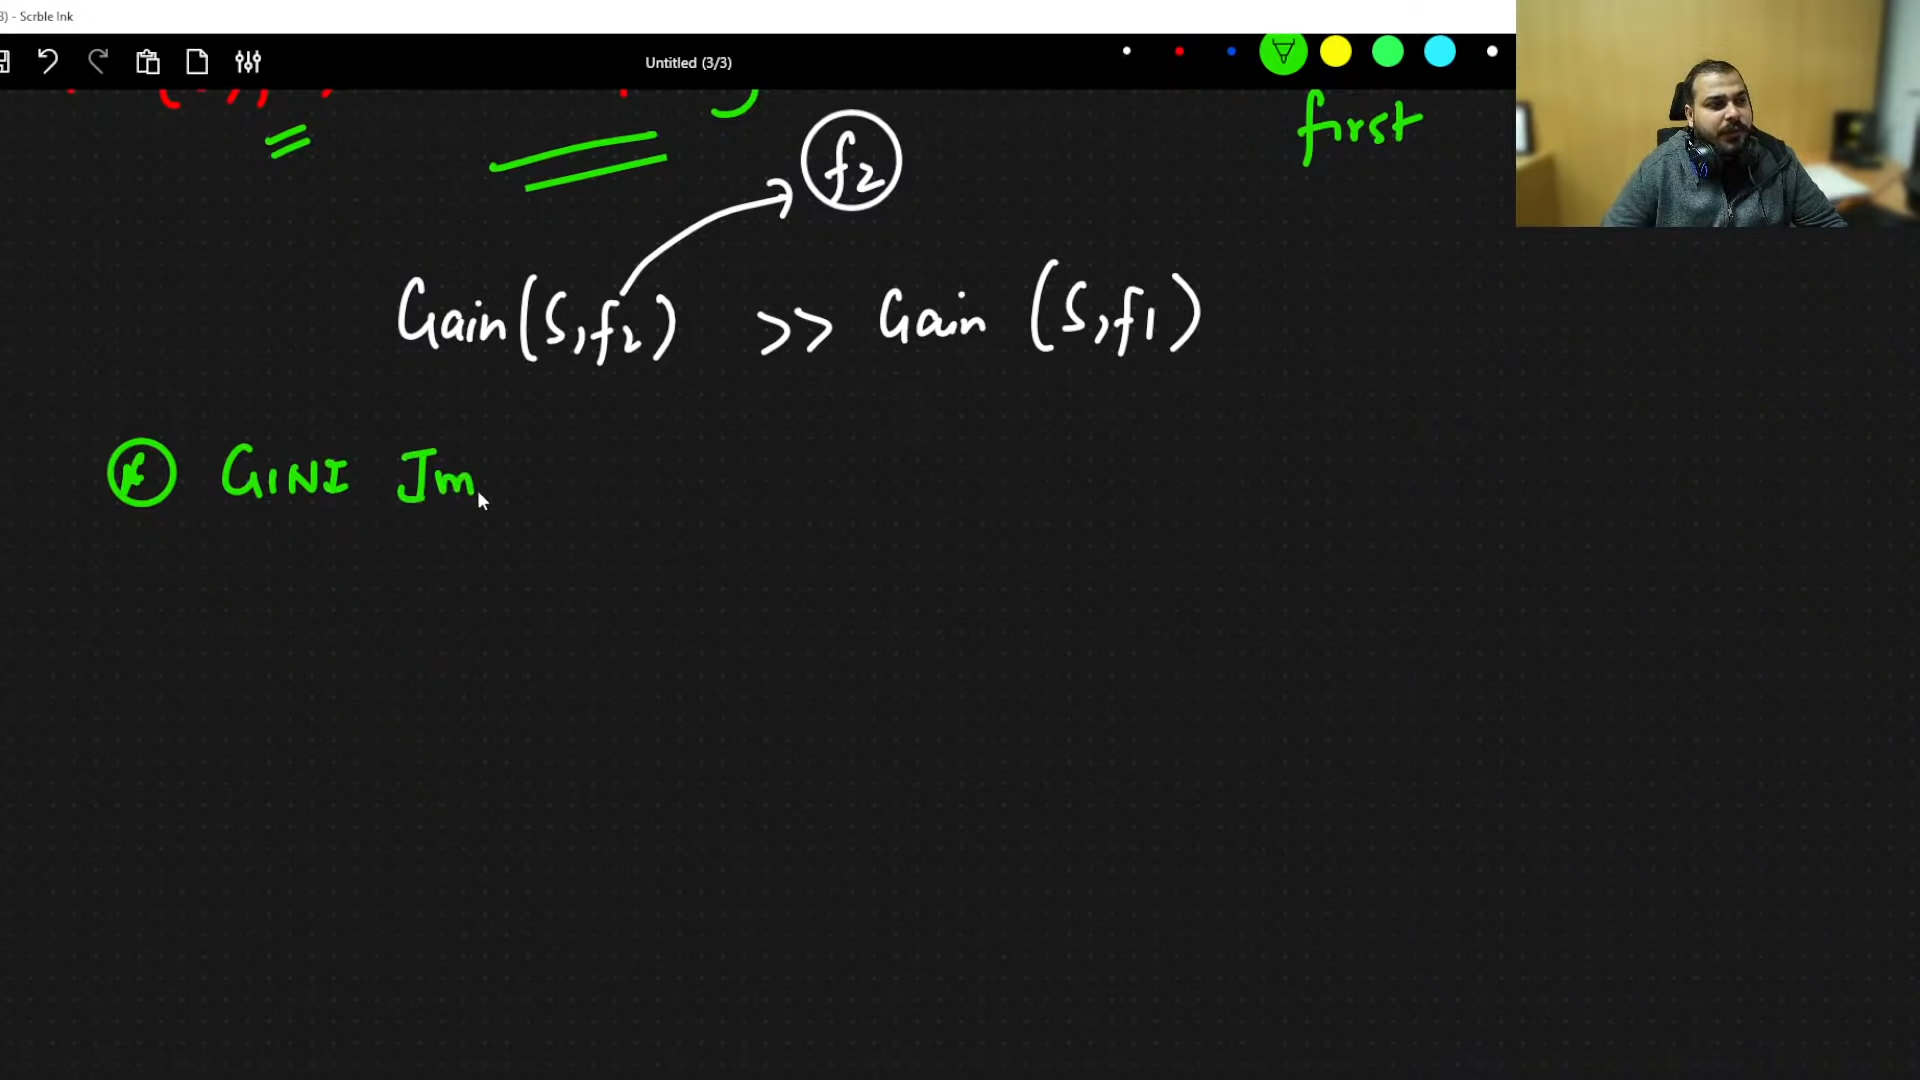 - Scrble Ink
Untitled (3/3)
first
f2
Gain(S,f2) >> Gain (S,f1)
GINI Im